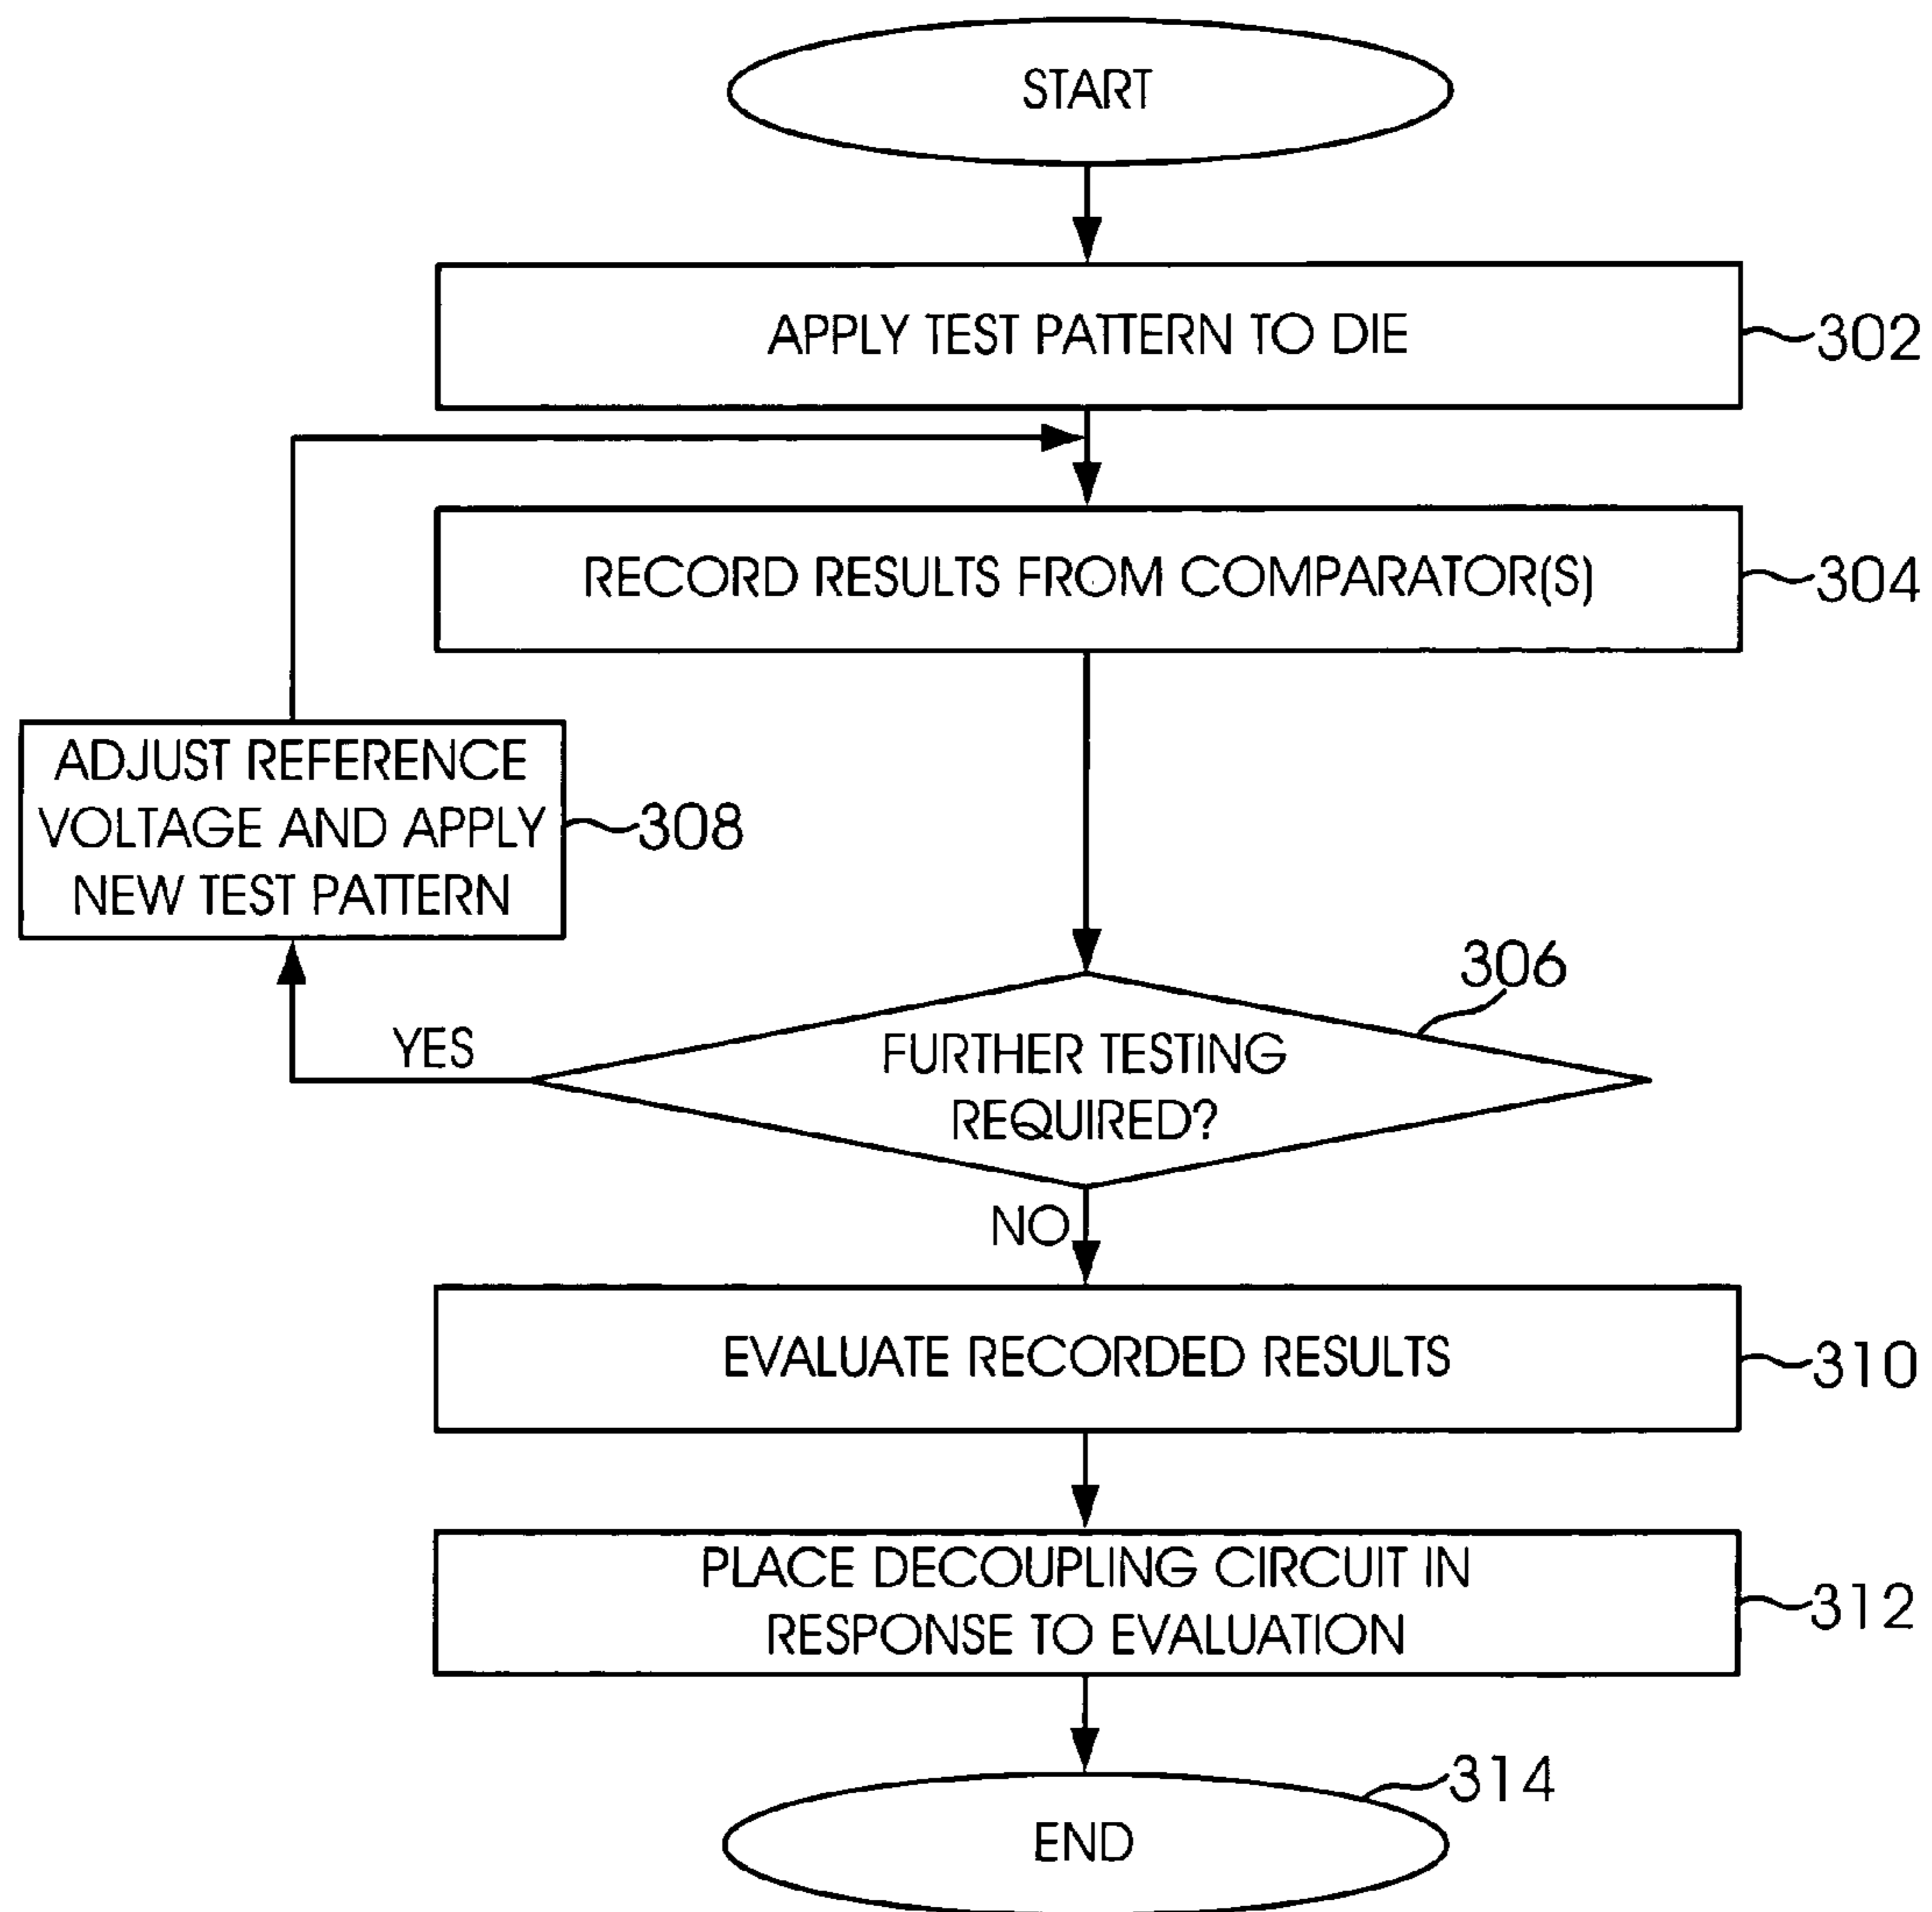 START
APPLY TEST PATTERN TO DIE
302
RECORD RESULTS FROM COMPARATOR(S)
304
ADJUST REFERENCE
VOLTAGE AND APPLY
NEW TEST PATTERN
308
306
YES
FURTHER TESTING
REQUIRED?
NO
EVALUATE RECORDED RESULTS
310
PLACE DECOUPLING CIRCUIT IN
RESPONSE TO EVALUATION
312
314
END